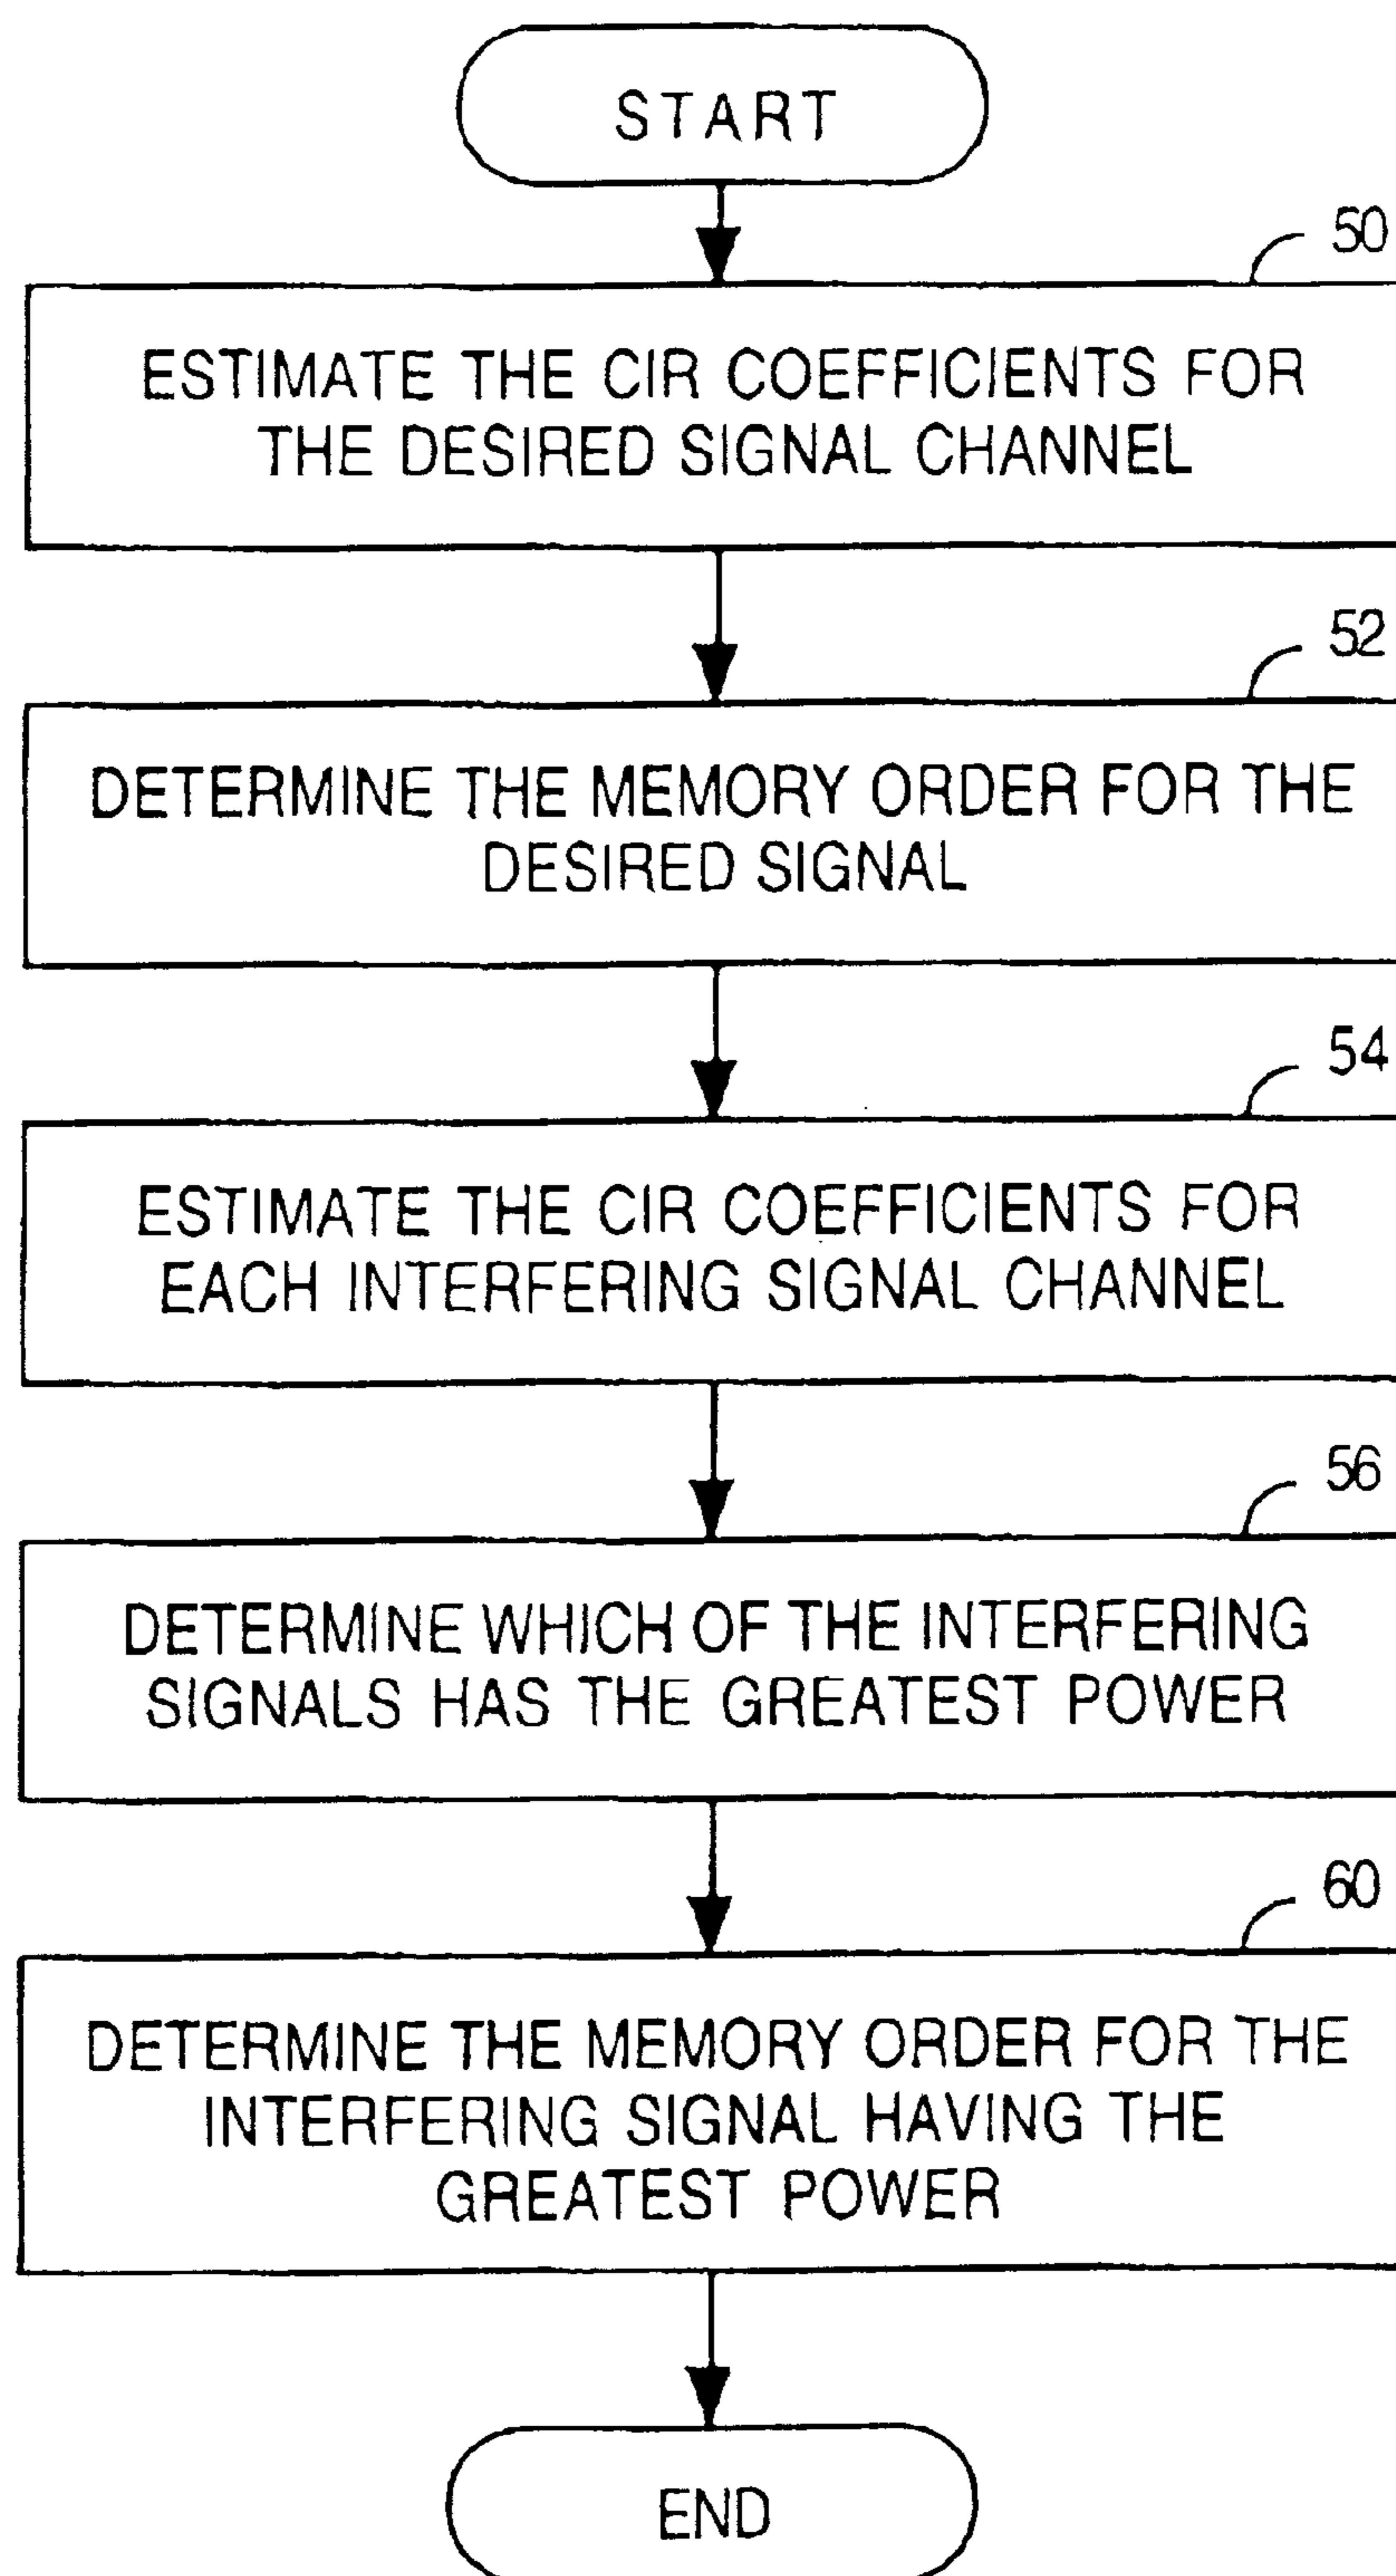 START
50
ESTIMATE THE CIR COEFFICIENTS FOR
THE DESIRED SIGNAL CHANNEL
52
DETERMINE THE MEMORY ORDER FOR THE
DESIRED SIGNAL
54
ESTIMATE THE CIR COEFFICIENTS FOR
EACH INTERFERING SIGNAL CHANNEL
56
DETERMINE WHICH OF THE INTERFERING
SIGNALS HAS THE GREATEST POWER
60
DETERMINE THE MEMORY ORDER FOR THE
INTERFERING SIGNAL HAVING THE
GREATEST POWER
END